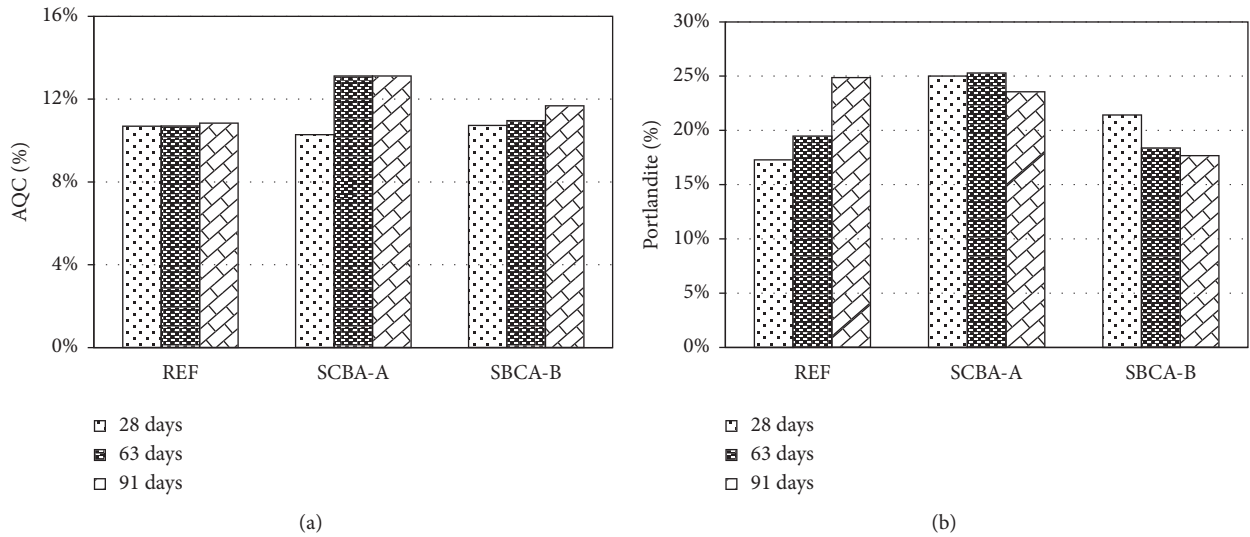 16%
12%
8%
4%
0%
AQC (%)
REF
SCBA-A
SBCA-B
28 days
63 days
91 days
(a)
30%
25%
20%
15%
10%
5%
0%
Portlandite (%)
REF
SCBA-A
SBCA-B
28 days
63 days
91 days
(b)